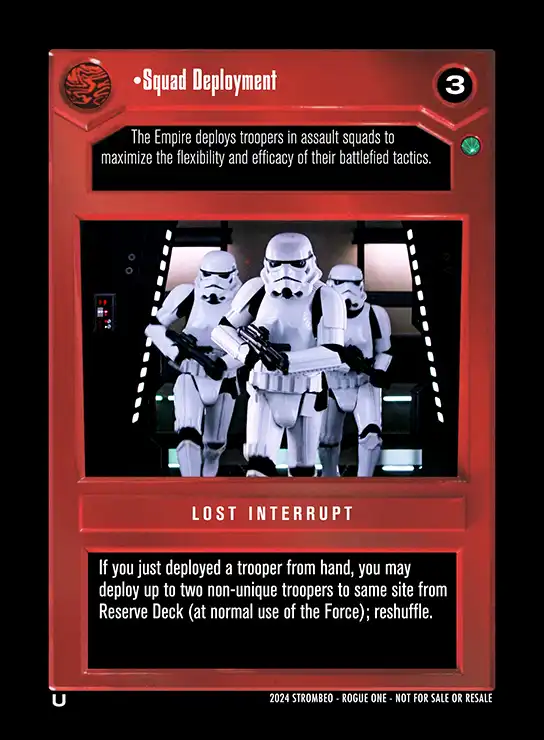 •Squad Deployment
3
The Empire deploys troopers in assault squads to
maximize the flexibility and efficacy of their battlefied tactics.
LOST INTERRUPT
If you just deployed a trooper from hand, you may
deploy up to two non-unique troopers to same site from
Reserve Deck (at normal use of the Force); reshuffle.
U
2024 STROMBEO - ROGUE ONE - NOT FOR SALE OR RESALE